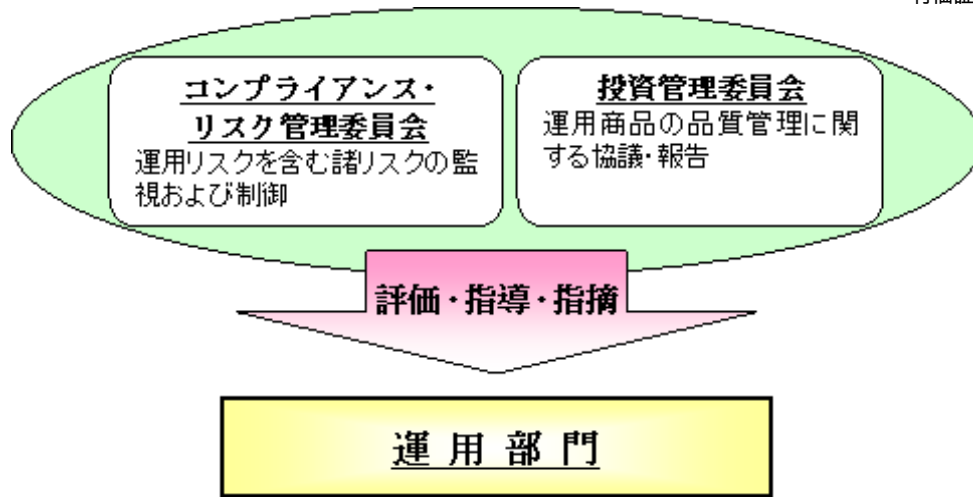 コンプライアンス・
リスク管理委員会
運用リスクを含む諸リスクの監
視および制御
投資管理委員会
運用商品の品質管理に関
する協議・報告
評価・指導・指摘
運用部門